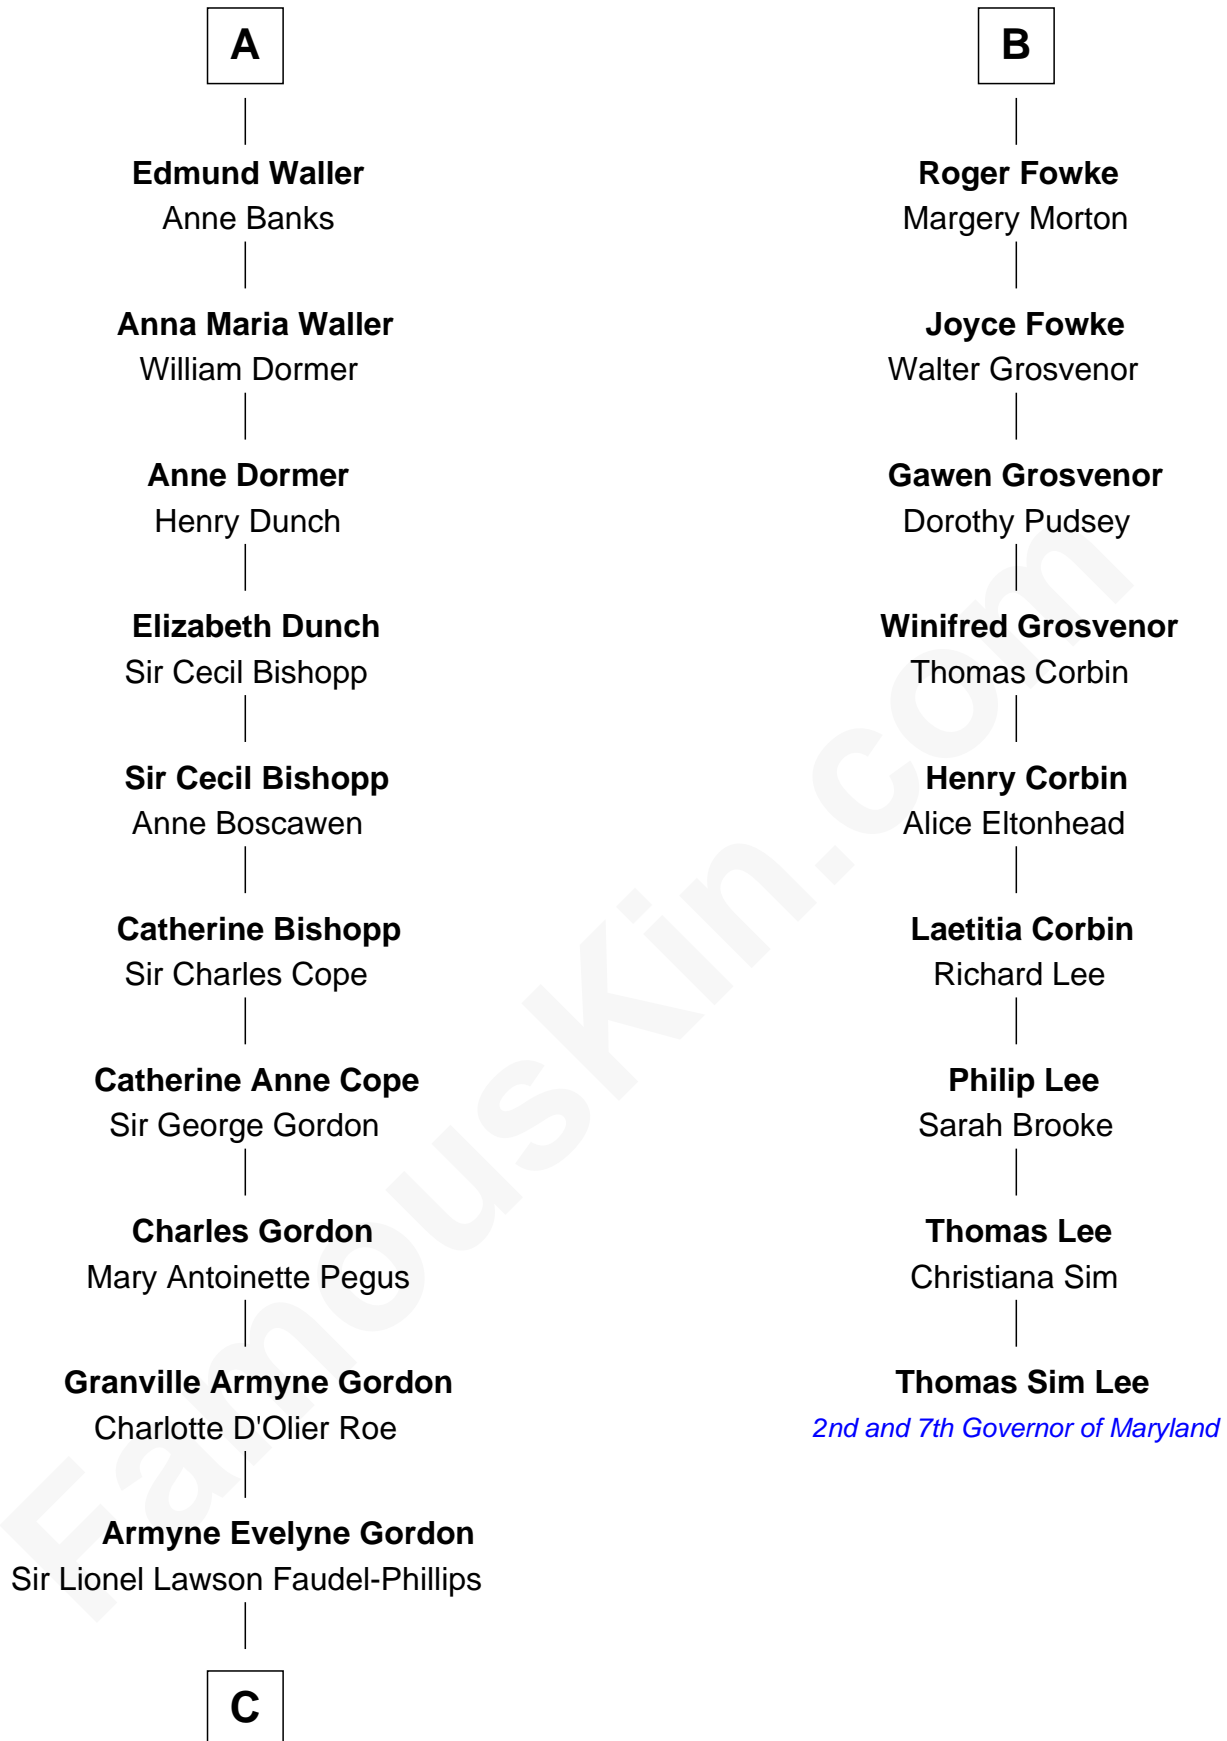 A
Edmund Waller
Anne Banks
Anna Maria Waller
William Dormer
Anne Dormer
Henry Dunch
Elizabeth Dunch
Sir Cecil Bishopp
Sir Cecil Bishopp
Anne Boscawen
Catherine Bishopp
Sir Charles Cope
Catherine Anne Cope
Sir George Gordon
Charles Gordon
Mary Antoinette Pegus
Granville Armyne Gordon
Charlotte D'Olier Roe
Armyne Evelyne Gordon
Sir Lionel Lawson Faudel-Phillips
C
B
Roger Fowke
Margery Morton
Joyce Fowke
Walter Grosvenor
Gawen Grosvenor
Dorothy Pudsey
Winifred Grosvenor
Thomas Corbin
Henry Corbin
Alice Eltonhead
Laetitia Corbin
Richard Lee
Philip Lee
Sarah Brooke
Thomas Lee
Christiana Sim
Thomas Sim Lee
2nd and 7th Governor of Maryland
FamousKin.com